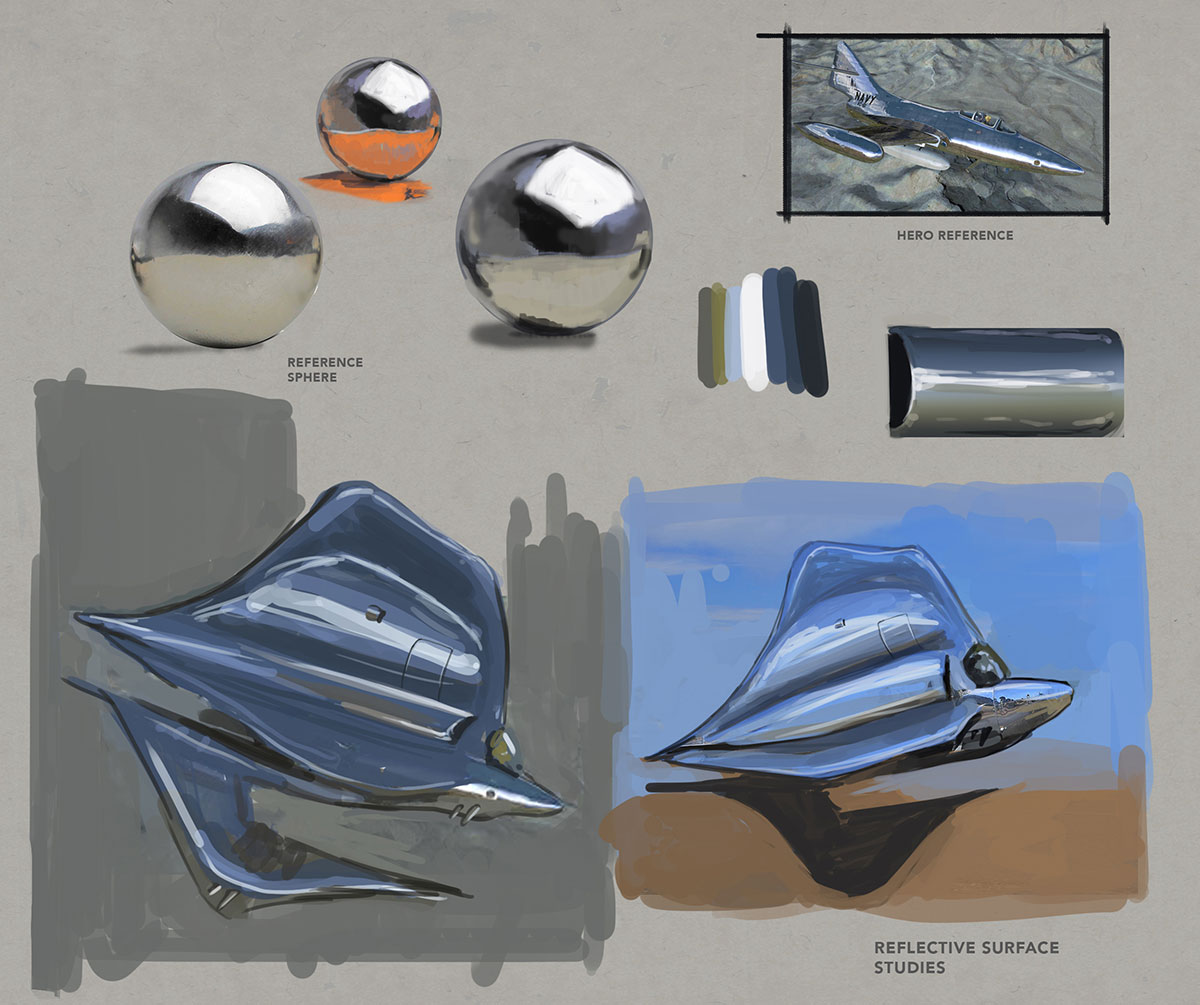 NAVY
HERO REFERENCE
REFERENCE
SPHERE
REFLECTIVE SURFACE
STUDIES